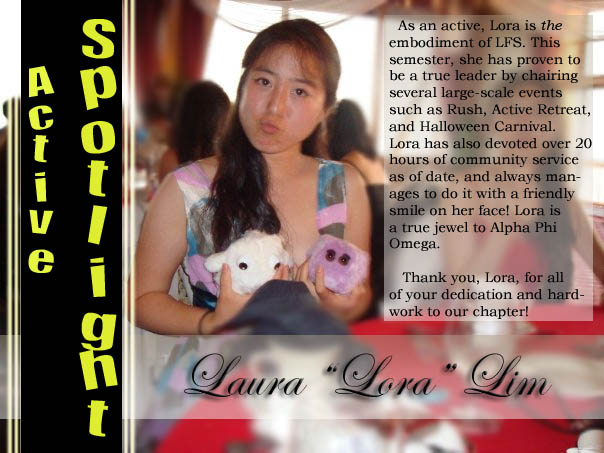 Active
Spotlight
As an active, Lora is the
embodiment of LFS. This
semester, she has proven to
be a true leader by chairing
several large-scale events
such as Rush, Active Retreat,
and Halloween Carnival.
Lora has also devoted over 20
hours of community service
as of date, and always man-
ages to do it with a friendly
smile on her face! Lora is
a true jewel to Alpha Phi
Omega.
Thank you, Lora, for all
of your dedication and hard-
work to our chapter!
Laura “Lora” Lim